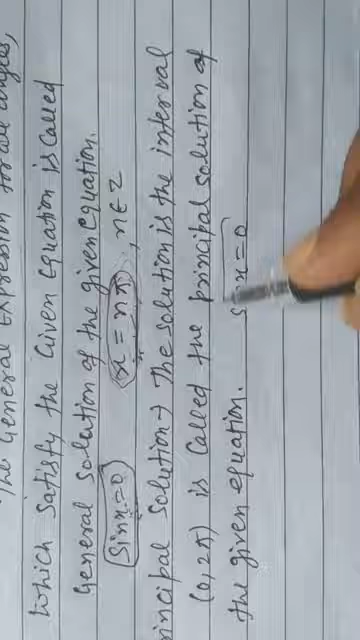 The General Expression for all angles,
which satisfy the Given Equation is called
General Solution of the given equation.
Sinx=0 x = nπ, n∈Z
incipal Solution → The solution is the interval
(0, 2π) is called the principal solution of
the given equation. Sinx=0